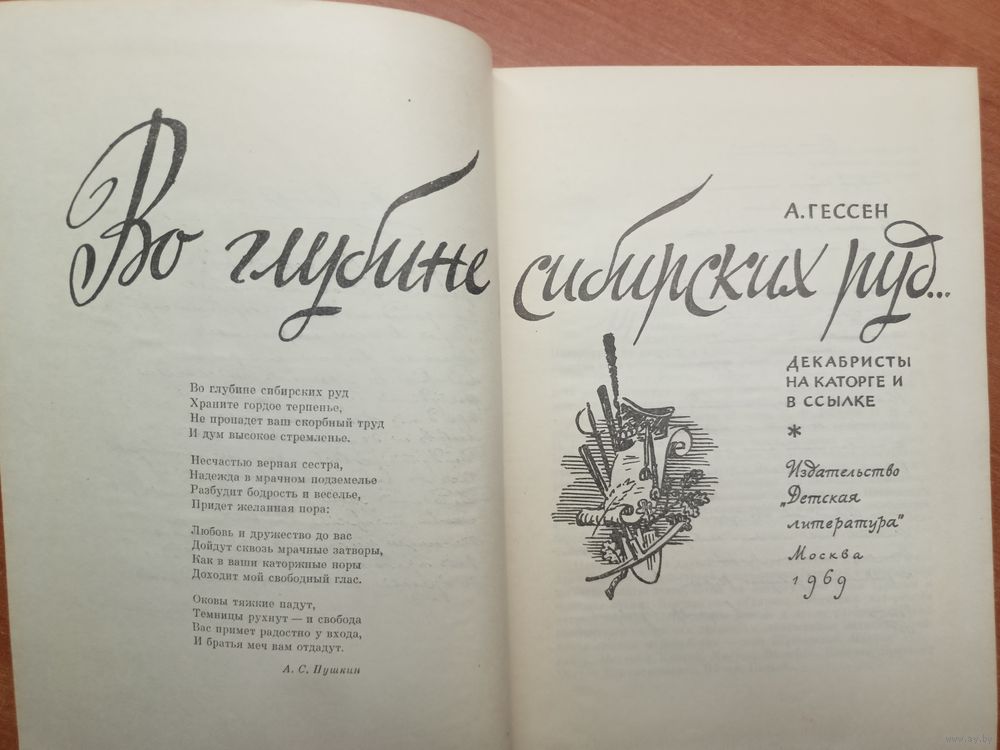 Во глубине сибирских руд...
Во глубине сибирских руд
Храните гордое терпенье,
Не пропадет ваш скорбный труд
И дум высокое стремленье.
Несчастью верная сестра,
Надежда в мрачном подземелье
Разбудит бодрость и веселье,
Придет желанная пора:
Любовь и дружество до вас
Дойдут сквозь мрачные затворы,
Как в ваши каторжные норы
Доходит мой свободный глас.
Оковы тяжкие падут,
Темницы рухнут — и свобода
Вас примет радостно у входа,
И братья меч вам отдадут.
А. С. Пушкин
А. ГЕССЕН
ДЕКАБРИСТЫ
НА КАТОРГЕ И
В ССЫЛКЕ
*
Издательство
„Детская
литература"
Москва
1969
www.ay.by